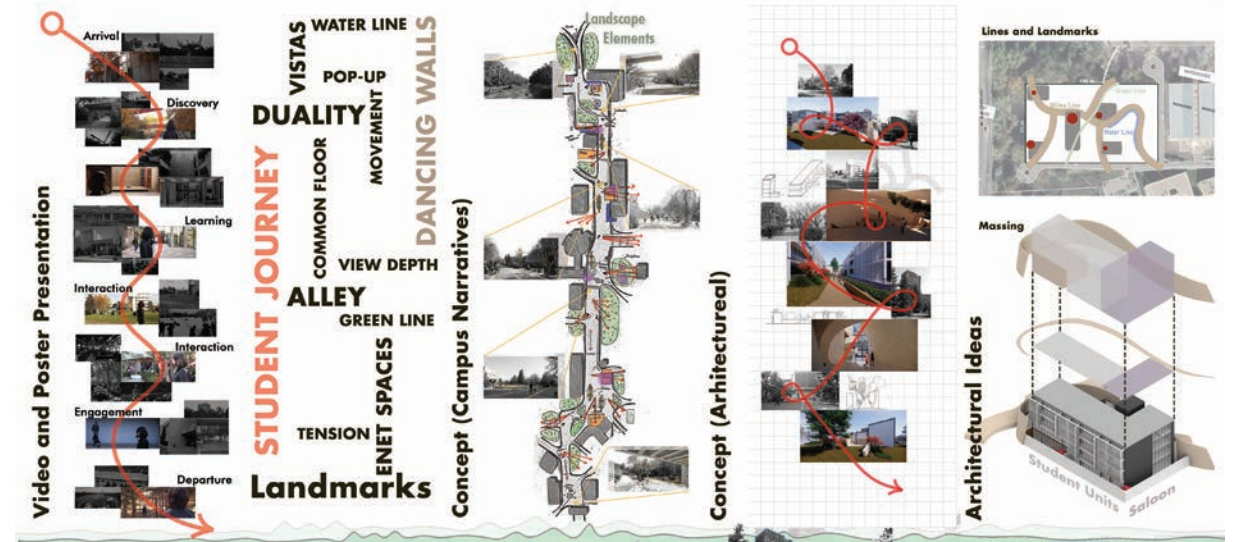 Video and Poster Presentation
Arrival
Discovery
Learning
Interaction
Interaction
Engagement
Departure
STUDENT JOURNEY
VISTAS
WATER LINE
POP-UP
DUALITY
MOVEMENT
DANCING WALLS
COMMON FLOOR
VIEW DEPTH
ALLEY
GREEN LINE
ENET SPACES
TENSION
Landmarks
Concept (Campus Narratives)
Landscape
Elements
Concept (Arhitectureal)
Architectural Ideas
Lines and Landmarks
Green Line
Water Line
Massing
Student Units
Saloon